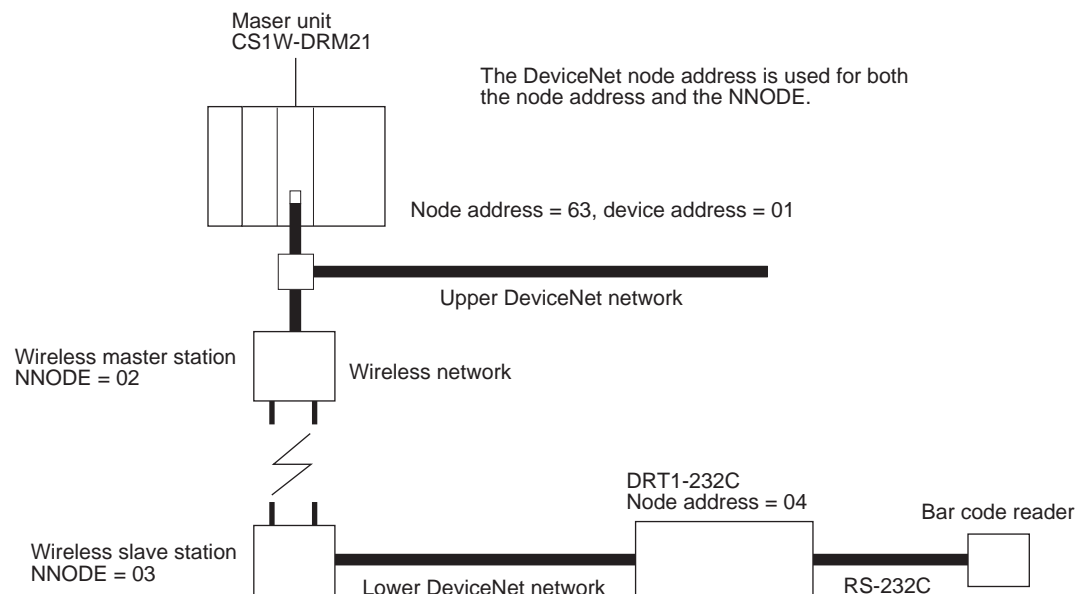 Maser unit
CS1W-DRM21
The DeviceNet node address is used for both
the node address and the NNODE.
Node address = 63, device address = 01
Upper DeviceNet network
Wireless master station
NNODE = 02
Wireless network
DRT1-232C
Node address = 04
Bar code reader
Wireless slave station
NNODE = 03
Lower DeviceNet network
RS-232C